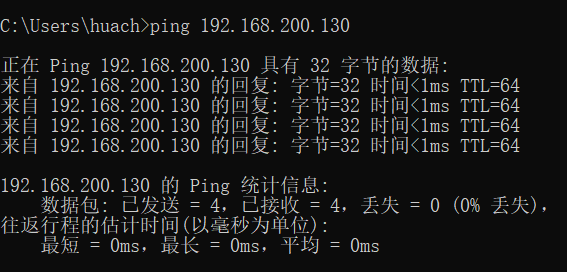 C:\Users\huach>ping 192.168.200.130
正在 Ping 192.168.200.130 具有 32 字节的数据:
来自 192.168.200.130 的回复: 字节=32 时间<1ms TTL=64
来自 192.168.200.130 的回复: 字节=32 时间<1ms TTL=64
来自 192.168.200.130 的回复: 字节=32 时间<1ms TTL=64
来自 192.168.200.130 的回复: 字节=32 时间<1ms TTL=64
192.168.200.130 的 Ping 统计信息:
数据包: 已发送 = 4，已接收 = 4，丢失 = 0 (0% 丢失)，
往返行程的估计时间(以毫秒为单位):
最短 = 0ms，最长 = 0ms，平均 = 0ms